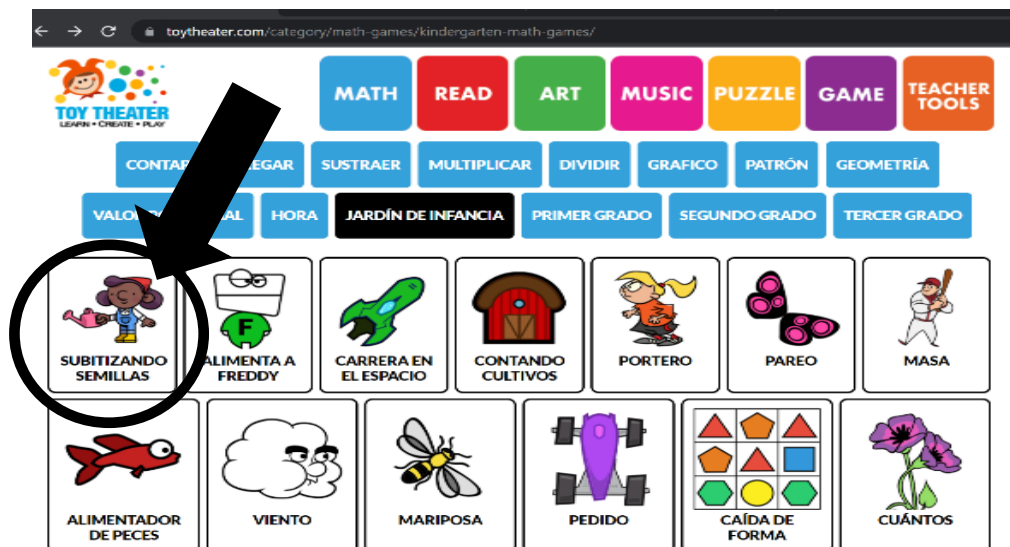 toytheater.com/category/math-games/kindergarten-math-games/
TOY THEATER
LEARN • CREATE • PLAY
MATH
READ
ART
MUSIC
PUZZLE
GAME
TEACHER
TOOLS
SUSTRAER
MULTIPLICAR
DIVIDIR
GRAFICO
PATRÓN
GEOMETRÍA
HORA
JARDÍN DE INFANCIA
PRIMER GRADO
SEGUNDO GRADO
TERCER GRADO
SUBITIZANDO
SEMILLAS
F
ALIMENTA A
FREDDY
CARRERA EN
EL ESPACIO
CONTANDO
CULTIVOS
PORTERO
PAREO
MASA
ALIMENTADOR
DE PECES
VIENTO
MARIPOSA
PEDIDO
CAÍDA DE
FORMA
CUÁNTOS